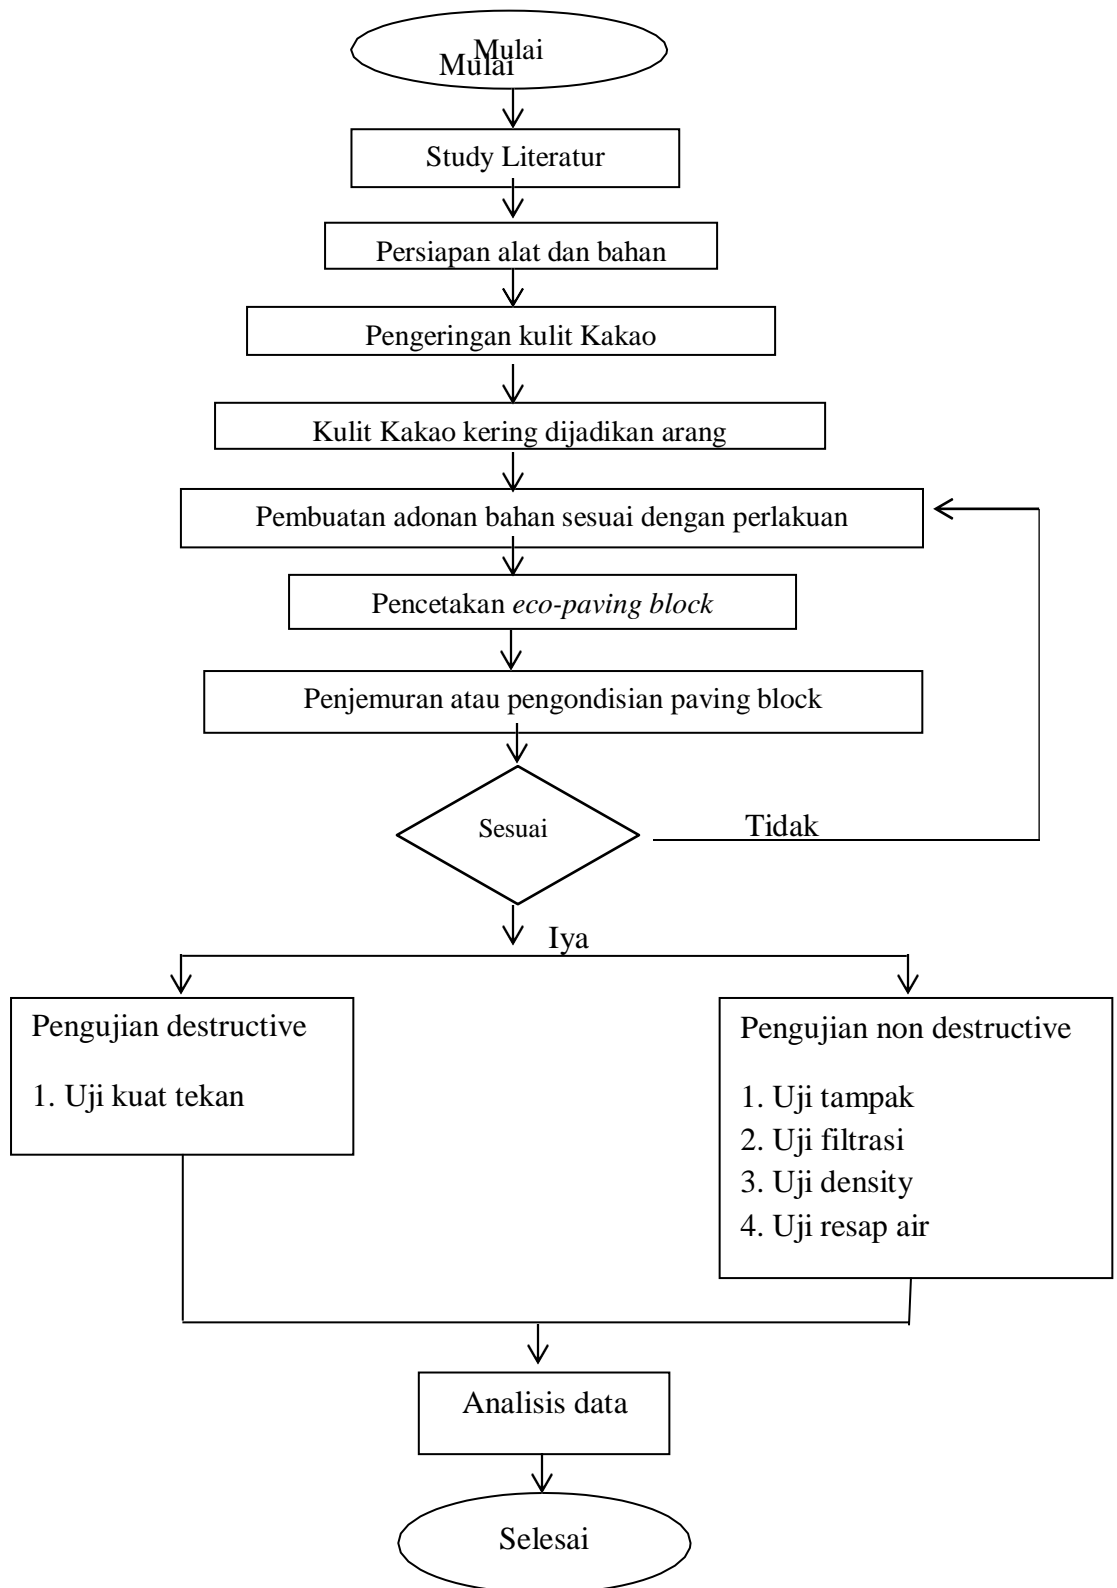 Mulai
Mulai
Study Literatur
Persiapan alat dan bahan
Pengeringan kulit Kakao
Kulit Kakao kering dijadikan arang
Pembuatan adonan bahan sesuai dengan perlakuan
Pencetakan eco-paving block
Penjemuran atau pengondisian paving block
Sesuai
Tidak
Iya
Pengujian destructive
1. Uji kuat tekan
Pengujian non destructive
1. Uji tampak
2. Uji filtrasi
3. Uji density
4. Uji resap air
Analisis data
Selesai